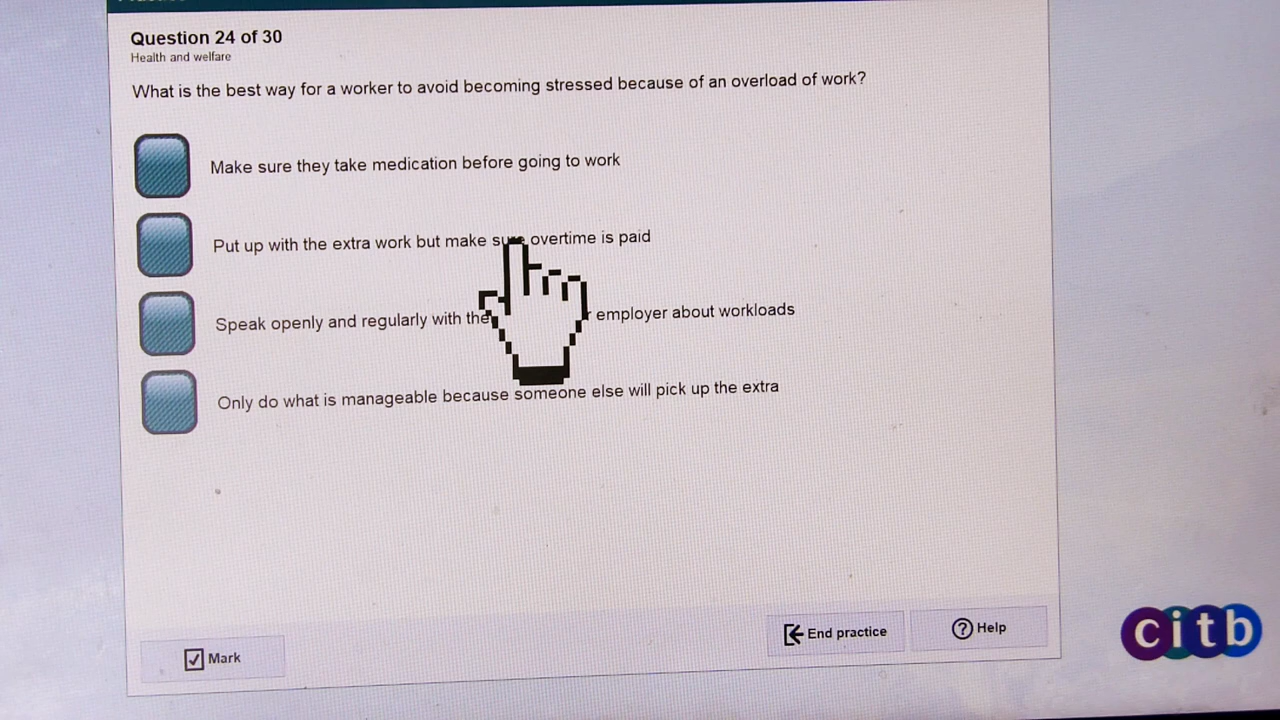 Question 24 of 30
Health and welfare
What is the best way for a worker to avoid becoming stressed because of an overload of work?
Make sure they take medication before going to work
Put up with the extra work but make sure overtime is paid
Speak openly and regularly with the employer about workloads
Only do what is manageable because someone else will pick up the extra
Mark
End practice
Help
citb